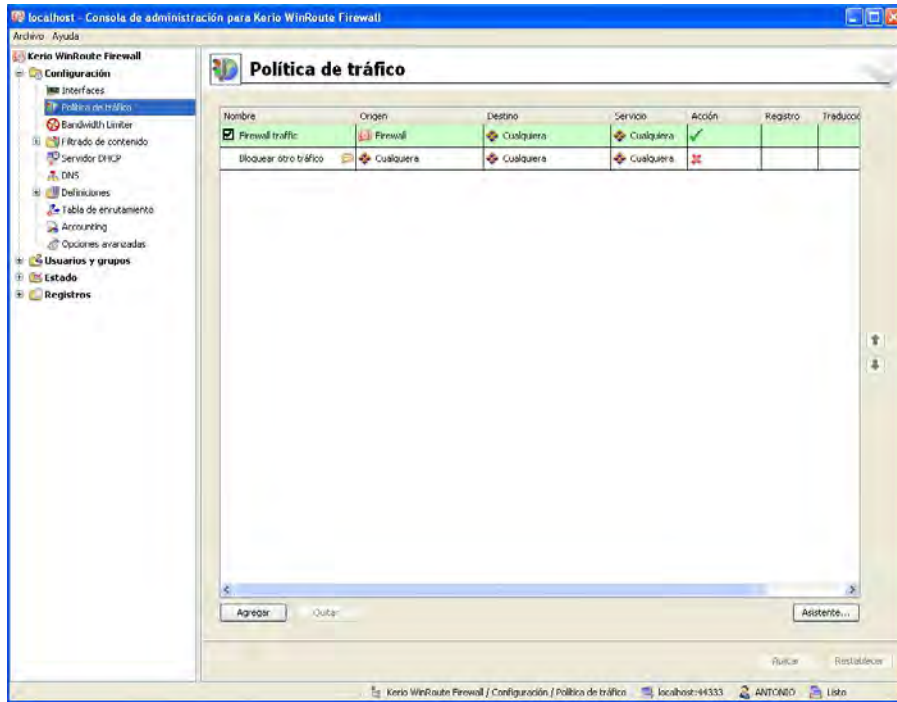 localhost - Consola de administración para Kerio WinRoute Firewall
Archivo Ayuda
Kerio WinRoute Firewall
Configuración
Interfaces
Política de tráfico
Bandwidth Limiter
Filtrado de contenido
Servidor DHCP
DNS
Definiciones
Tabla de enrutamiento
Accounting
Opciones avanzadas
Usuarios y grupos
Estado
Registros
Política de tráfico
Nombre Origen Destino Servicio Acción Registro Traducc
Firewall traffic Firewall Cualquiera Cualquiera
Bloquear otro tráfico Cualquiera Cualquiera Cualquiera
Agregar Quitar Asistente...
Aplicar Restablecer
Kerio WinRoute Firewall / Configuración / Política de tráfico localhost:44333 ANTONIO Listo